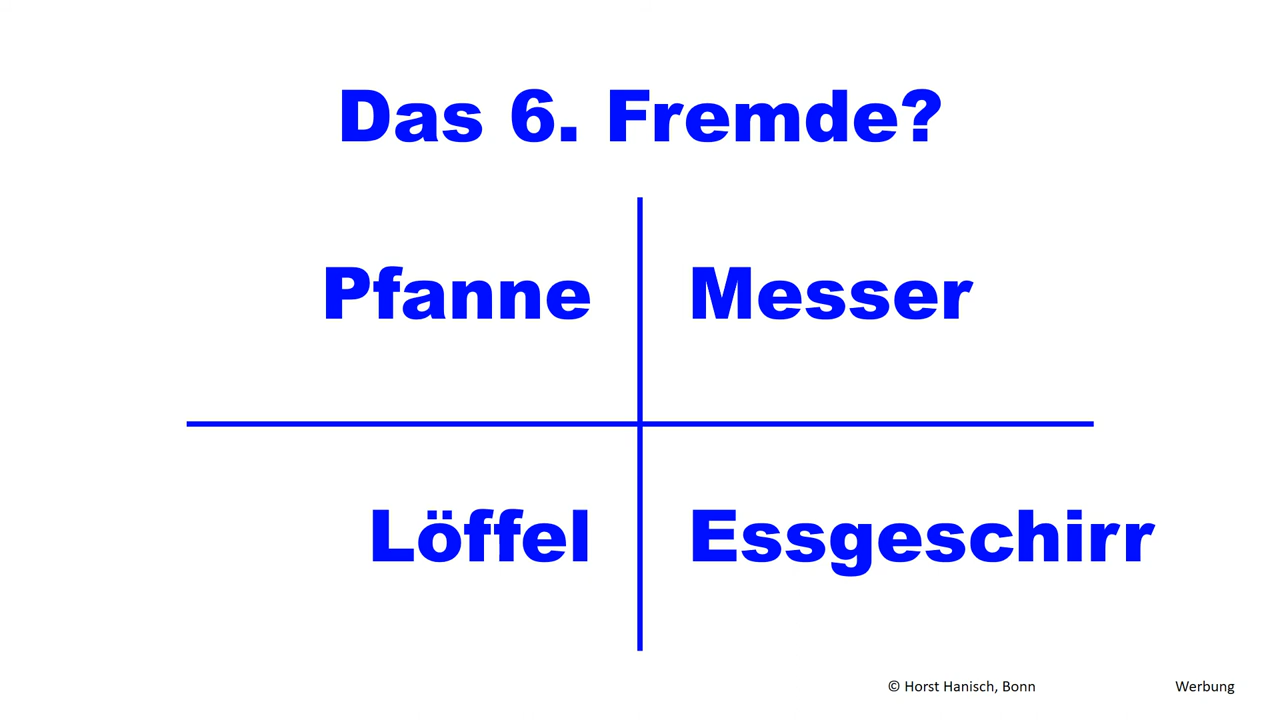 Das 6. Fremde?
Pfanne Messer
Löffel Essgeschirr
© Horst Hanisch, Bonn Werbung